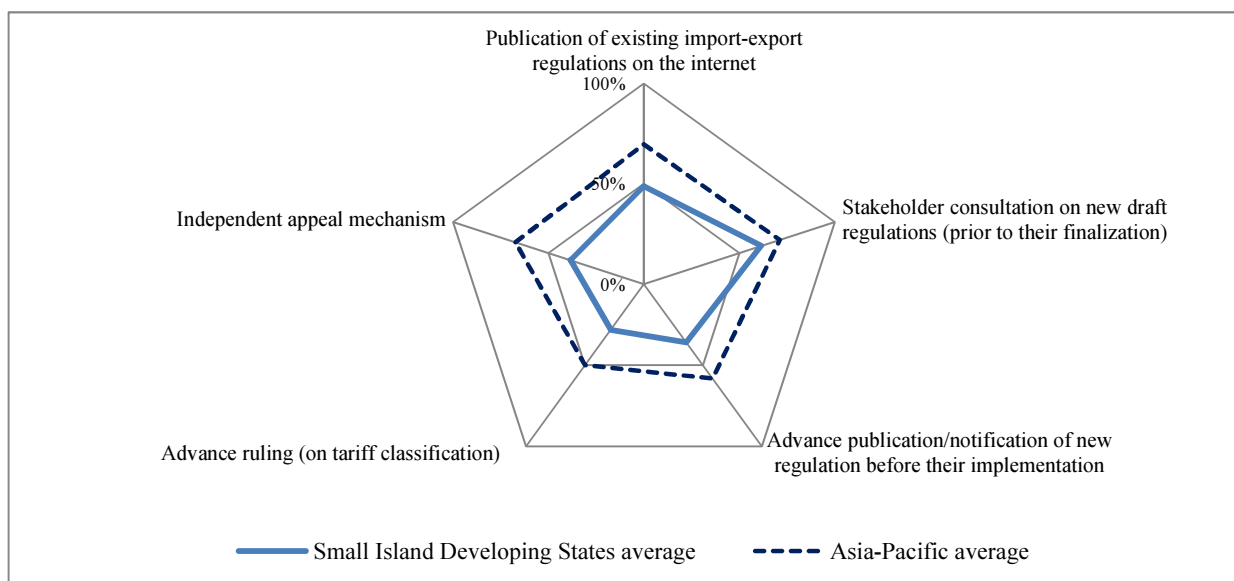 Publication of existing import-export
regulations on the internet
100%
50%
Independent appeal mechanism
Stakeholder consultation on new draft
regulations (prior to their finalization)
0%
Advance ruling (on tariff classification)
Advance publication/notification of new
regulation before their implementation
Small Island Developing States average
Asia-Pacific average